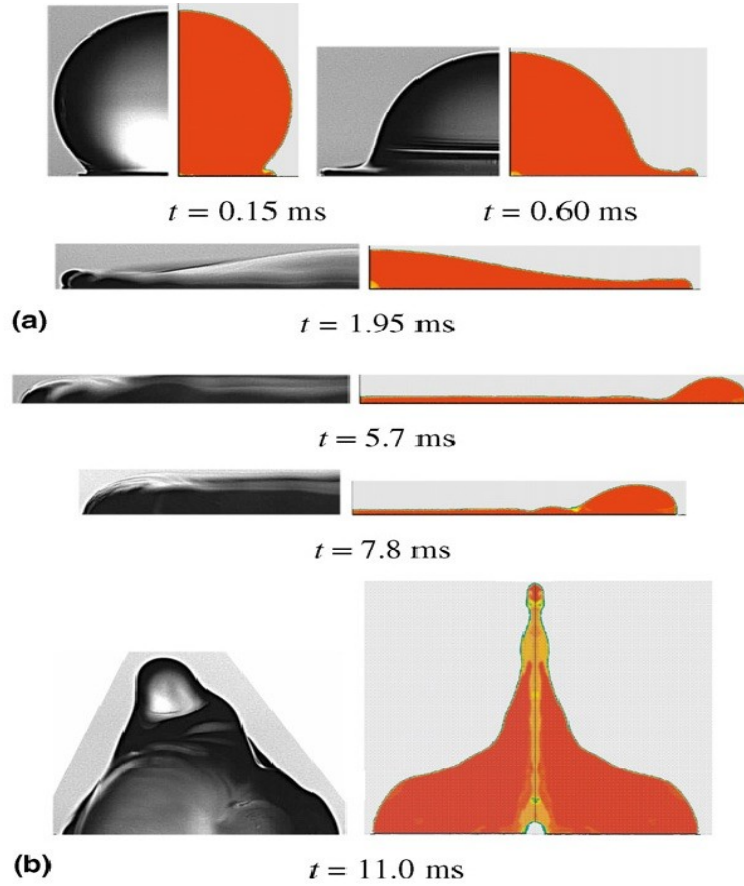 t = 0.15 ms
t = 0.60 ms
(a)
t = 1.95 ms
t = 5.7 ms
t = 7.8 ms
(b)
t = 11.0 ms